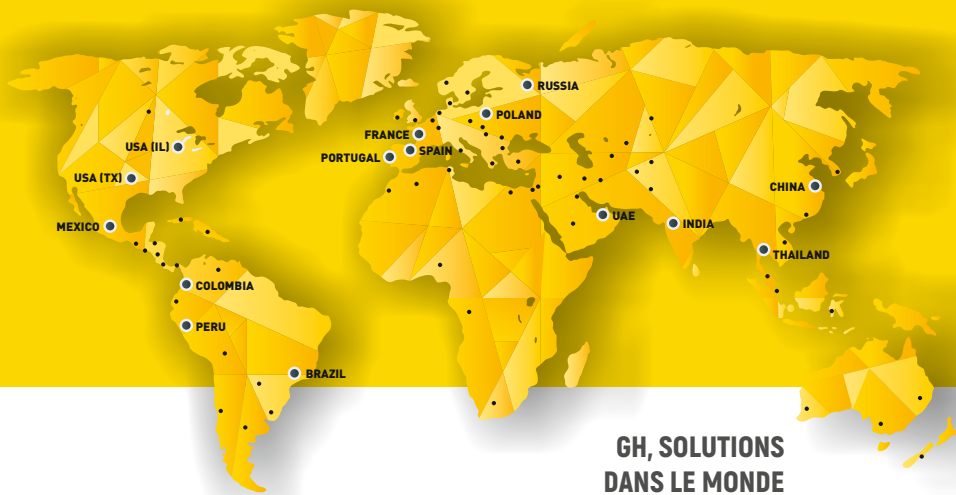 RUSSIA
POLAND
FRANCE
SPAIN
PORTUGAL
USA (IL)
USA (TX)
MEXICO
CHINA
UAE
INDIA
THAILAND
COLOMBIA
PERU
BRAZIL
GH, SOLUTIONS
DANS LE MONDE